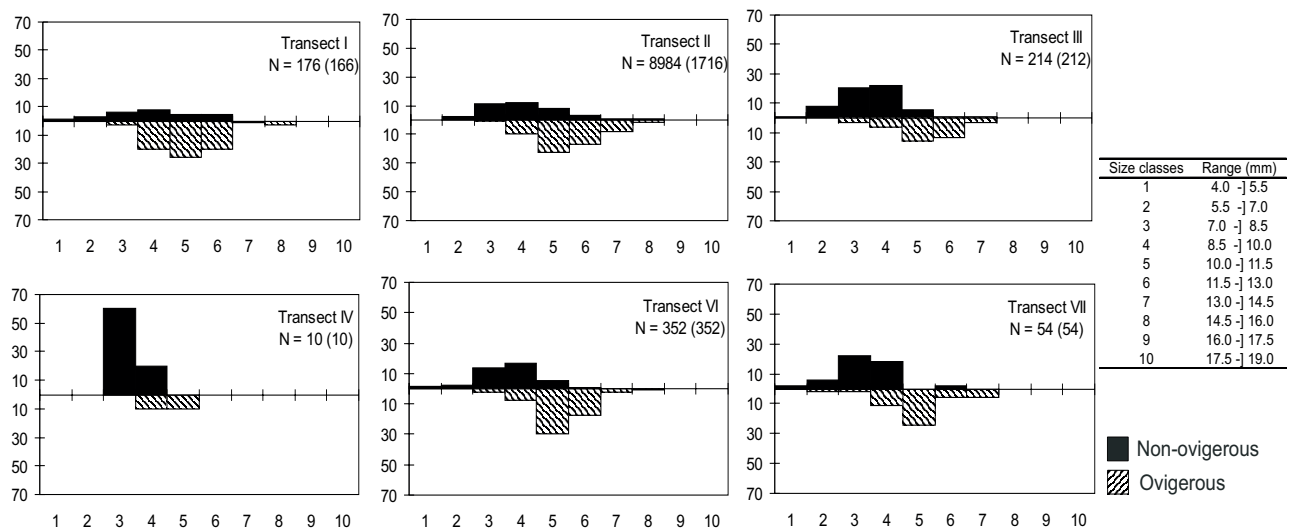 70
50
30
10
10
30
50
70
Transect I
N = 176 (166)
1 2 3 4 5 6 7 8 9 10
70
50
30
10
10
30
50
70
Transect II
N = 8984 (1716)
1 2 3 4 5 6 7 8 9 10
70
50
30
10
10
30
50
70
Transect III
N = 214 (212)
1 2 3 4 5 6 7 8 9 10
70
50
30
10
10
30
50
70
Transect IV
N = 10 (10)
1 2 3 4 5 6 7 8 9 10
70
50
30
10
10
30
50
70
Transect VI
N = 352 (352)
1 2 3 4 5 6 7 8 9 10
70
50
30
10
10
30
50
70
Transect VII
N = 54 (54)
1 2 3 4 5 6 7 8 9 10
Size classes Range (mm)
1 4.0 -] 5.5
2 5.5 -] 7.0
3 7.0 -] 8.5
4 8.5 -] 10.0
5 10.0 -] 11.5
6 11.5 -] 13.0
7 13.0 -] 14.5
8 14.5 -] 16.0
9 16.0 -] 17.5
10 17.5 -] 19.0
Non-ovigerous
Ovigerous